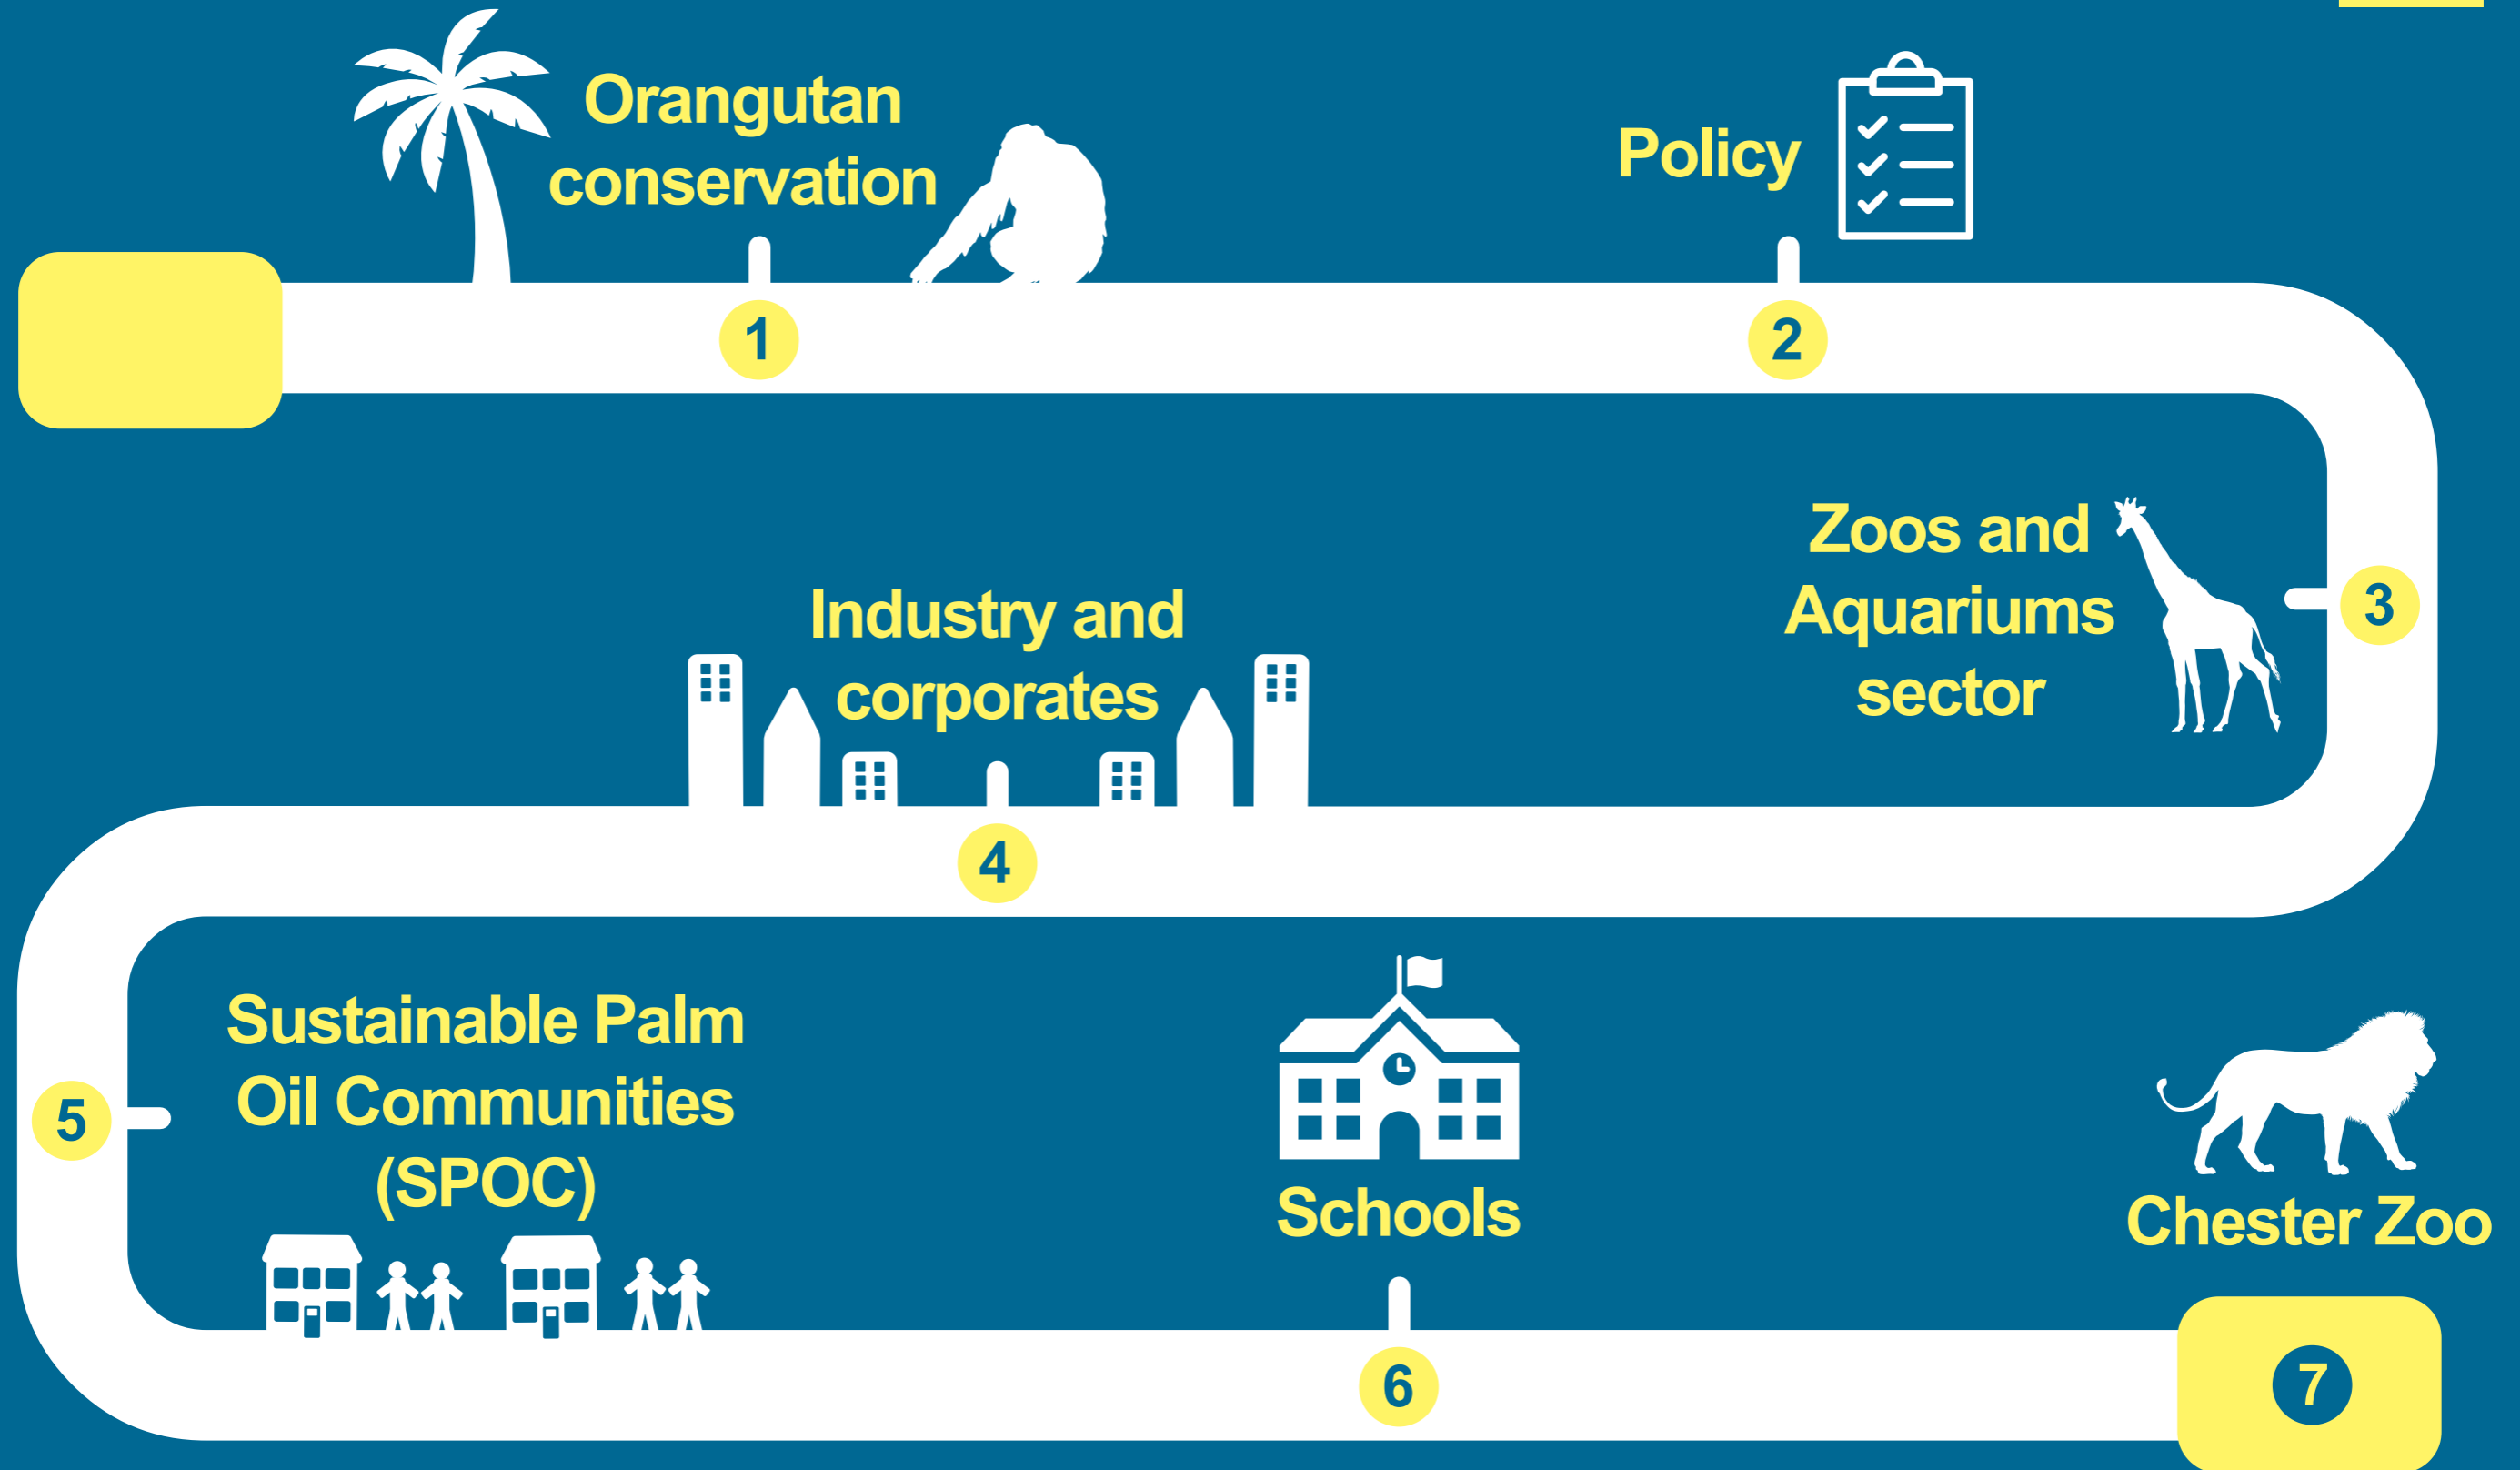 Orangutan
conservation
1
Policy
2
Zoos and
Aquariums
sector
3
Industry and
corporates
4
Sustainable Palm
Oil Communities
(SPOC)
5
Schools
6
Chester Zoo
7